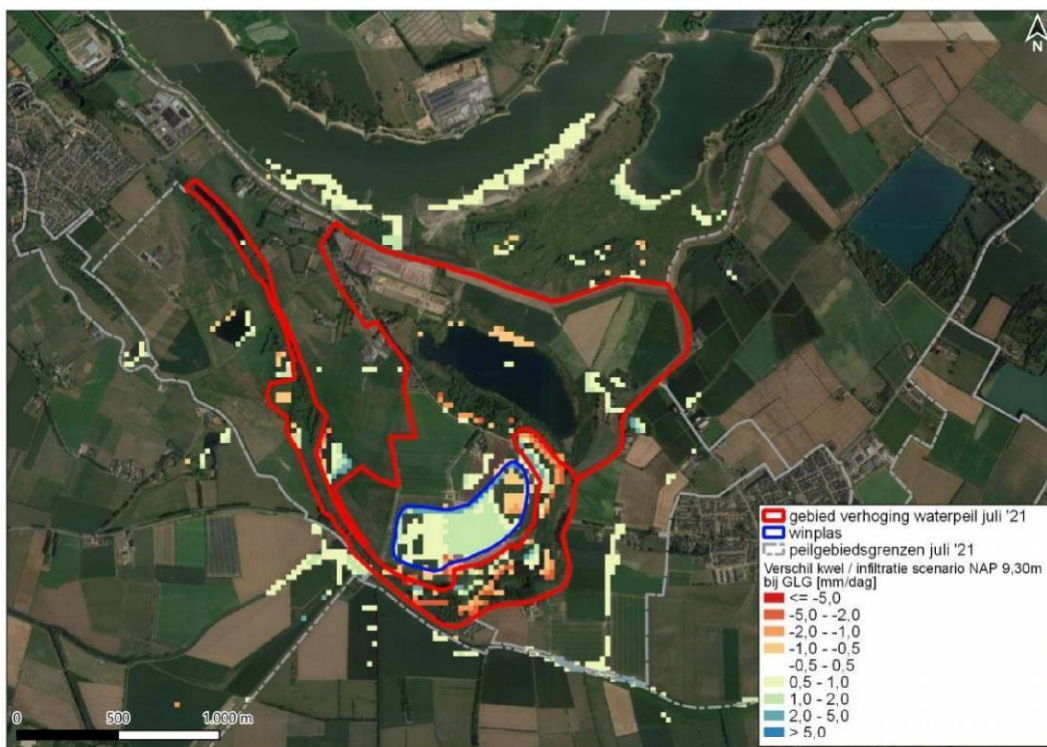 N
gebied verhoging waterpeil juli '21
winplas
peilgebiedsgrenzen juli '21
Verschil kwel / infiltratie scenario NAP 9,30m
bij GLG [mm/dag]
<= -5,0
-5,0 - -2,0
-2,0 - -1,0
-1,0 - -0,5
-0,5 - 0,5
0,5 - 1,0
1,0 - 2,0
2,0 - 5,0
> 5,0
0 500 1.000 m